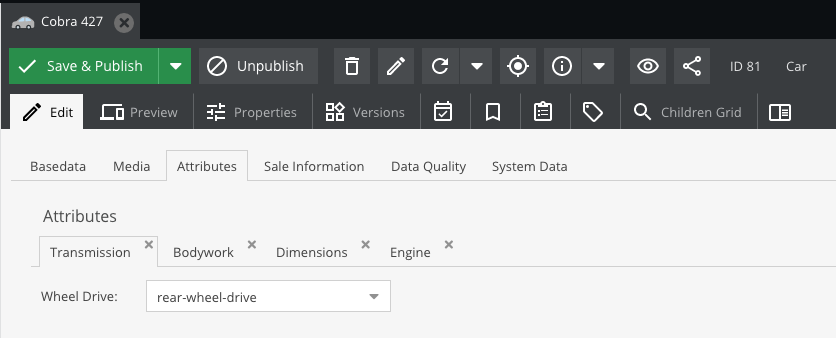 Cobra 427
Save & Publish Unpublish ID 81 Car
Edit Preview Properties Versions Children Grid
Basedata Media Attributes Sale Information Data Quality System Data
Attributes
Transmission Bodywork Dimensions Engine
Wheel Drive: rear-wheel-drive